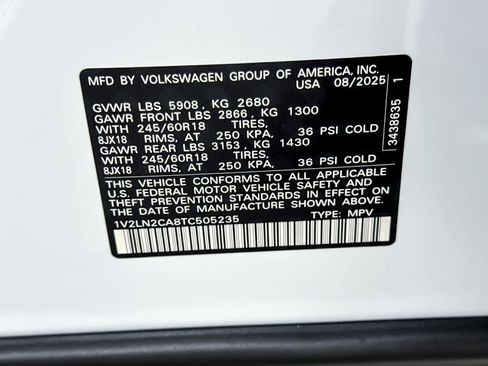 MFD BY VOLKSWAGEN GROUP OF AMERICA, INC.
USA 08/2025
GVWR LBS 5908, KG 2680
GAWR FRONT LBS 2866, KG 1300
WITH 245/60R18 TIRES,
8JX18 RIMS, AT 250 KPA, 36 PSI COLD
GAWR REAR LBS 3153, KG 1430
WITH 245/60R18 TIRES,
8JX18 RIMS, AT 250 KPA, 36 PSI COLD
THIS VEHICLE CONFORMS TO ALL APPLICABLE
U.S. FEDERAL MOTOR VEHICLE SAFETY AND
THEFT PREVENTION STANDARDS IN EFFECT ON
DATE OF MANUFACTURE SHOWN ABOVE.
1V2LN2CA8TC505235 TYPE: MPV
3438635 1